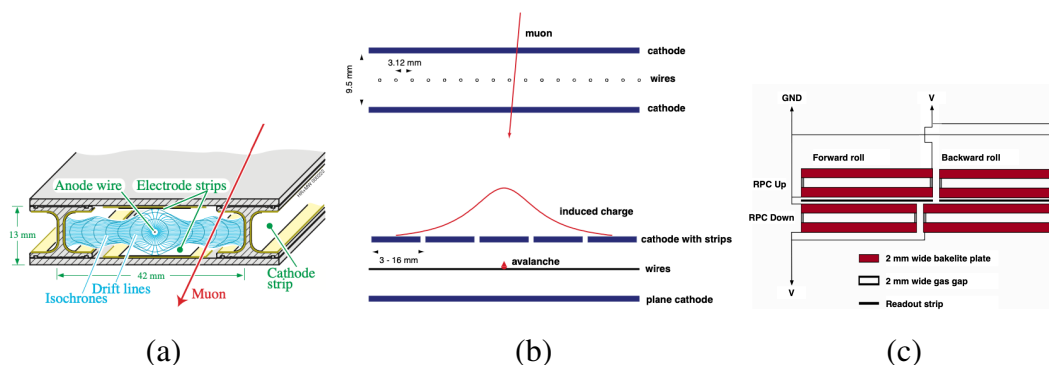 Anode wire
Electrode strips
13 mm
42 mm
Isochrones
Drift lines
Muon
Cathode
strip
(a)
muon
cathode
3.12 mm
9.5 mm
wires
cathode
induced charge
cathode with strips
3 - 16 mm
avalanche
wires
plane cathode
(b)
GND
V
Forward roll
Backward roll
RPC Up
RPC Down
V
2 mm wide bakelite plate
2 mm wide gas gap
Readout strip
(c)